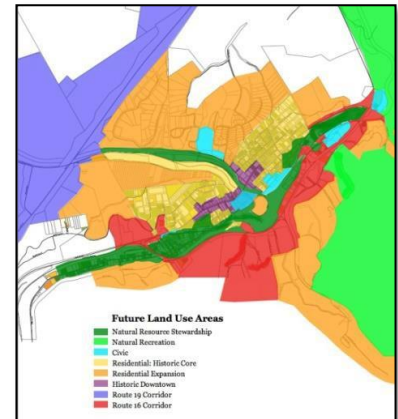 Future Land Use Areas
Natural Resource Stewardship
Natural Recreation
Civic
Residential: Historic Core
Residential Expansion
Historic Downtown
Route 19 Corridor
Route 16 Corridor